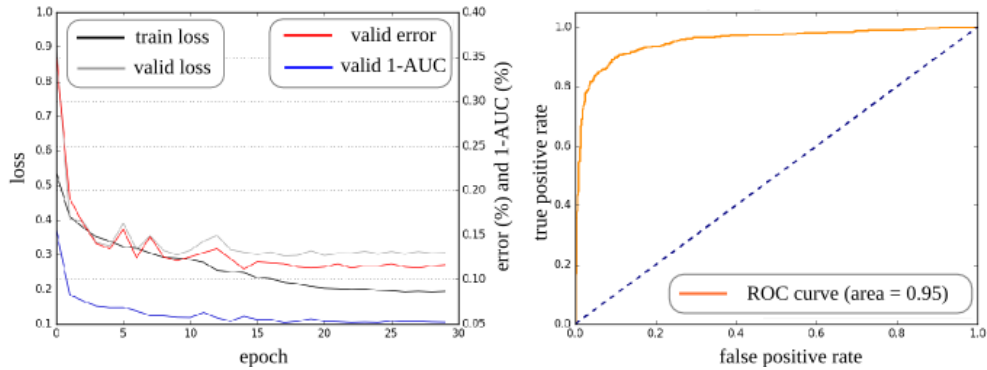 train loss
valid loss
valid error
valid 1-AUC
1.0
0.9
0.8
0.7
0.6
0.5
0.4
0.3
0.2
0.1
loss
0 5 10 15 20 25 30
epoch
0.40
0.35
0.30
0.25
0.20
0.15
0.10
0.05
error (%) and 1-AUC (%)
1.0
0.8
0.6
0.4
0.2
0.0
true positive rate
ROC curve (area = 0.95)
0.0 0.2 0.4 0.6 0.8 1.0
false positive rate